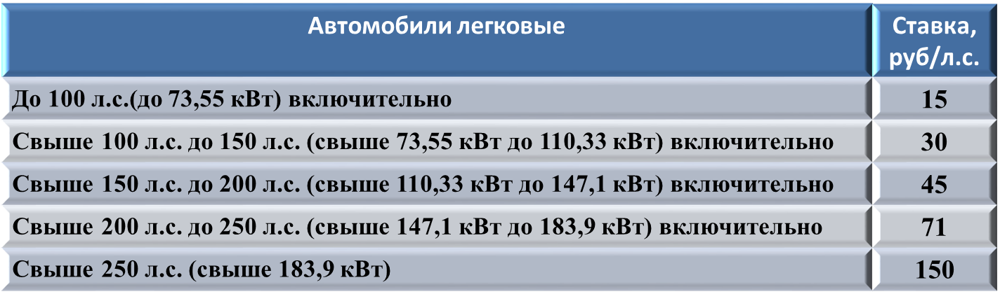 Автомобили легковые
Ставка,
руб/л.с.
До 100 л.с.(до 73,55 кВт) включительно
15
Свыше 100 л.с. до 150 л.с. (свыше 73,55 кВт до 110,33 кВт) включительно
30
Свыше 150 л.с. до 200 л.с. (свыше 110,33 кВт до 147,1 кВт) включительно
45
Свыше 200 л.с. до 250 л.с. (свыше 147,1 кВт до 183,9 кВт) включительно
71
Свыше 250 л.с. (свыше 183,9 кВт)
150